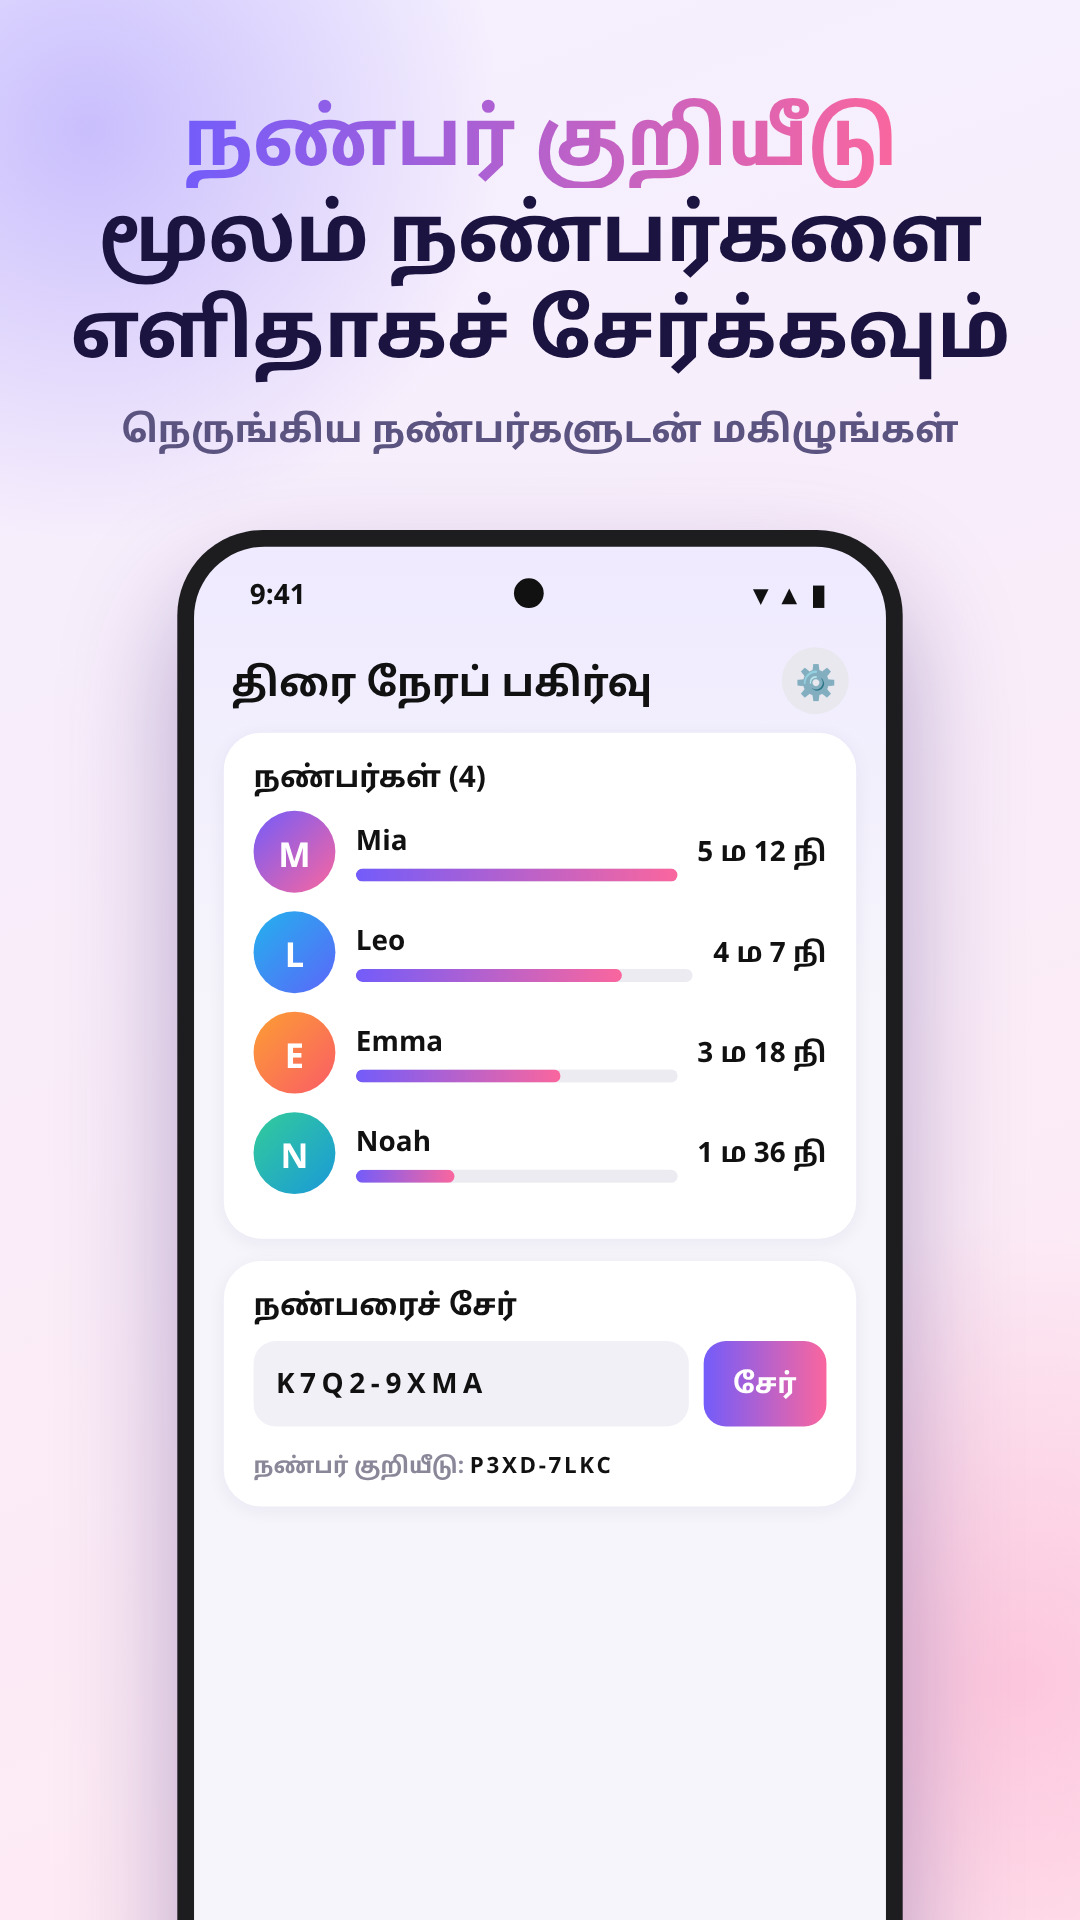 நண்பர் குறியீடு
மூலம் நண்பர்களை
எளிதாகச் சேர்க்கவும்
நெருங்கிய நண்பர்களுடன் மகிழுங்கள்
9:41
திரை நேரப் பகிர்வு
நண்பர்கள் (4)
M
Mia
5 ம 12 நி
L
Leo
4 ம 7 நி
E
Emma
3 ம 18 நி
N
Noah
1 ம 36 நி
நண்பரைச் சேர்
K7Q2-9XMA
சேர்
நண்பர் குறியீடு: P3XD-7LKC